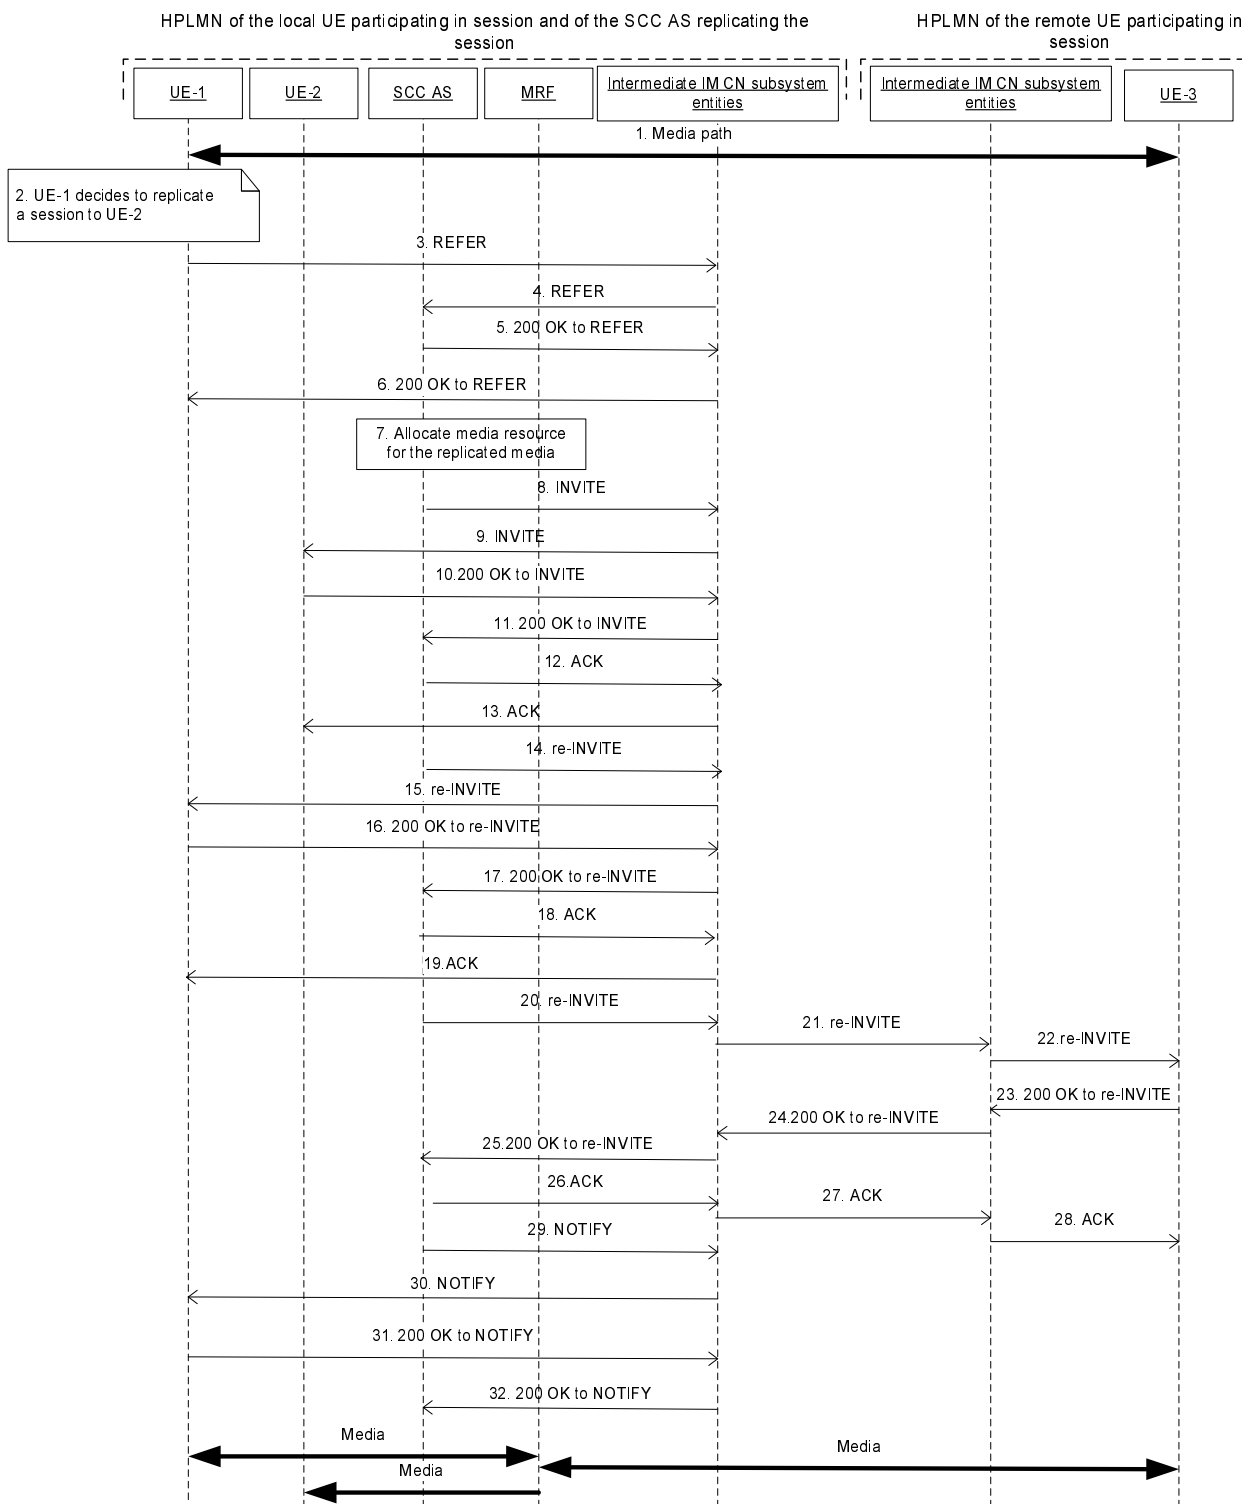 HPLMN of the local UE participating in session and of the SCC AS replicating the
session
HPLMN of the remote UE participating in
session
UE-1
UE-2
SCC AS
MRF
Intermediate IM CN subsystem
entities
Intermediate IM CN subsystem
entities
UE-3
1. Media path
2. UE-1 decides to replicate
a session to UE-2
3. REFER
4. REFER
5. 200 OK to REFER
6. 200 OK to REFER
7. Allocate media resource
for the replicated media
8. INVITE
9. INVITE
10.200 OK to INVITE
11. 200 OK to INVITE
12. ACK
13. ACK
14. re-INVITE
15. re-INVITE
16. 200 OK to re-INVITE
17. 200 OK to re-INVITE
18. ACK
19.ACK
20. re-INVITE
21. re-INVITE
22.re-INVITE
23. 200 OK to re-INVITE
24.200 OK to re-INVITE
25.200 OK to re-INVITE
26.ACK
27. ACK
28. ACK
29. NOTIFY
30. NOTIFY
31. 200 OK to NOTIFY
32. 200 OK to NOTIFY
Media
Media
Media